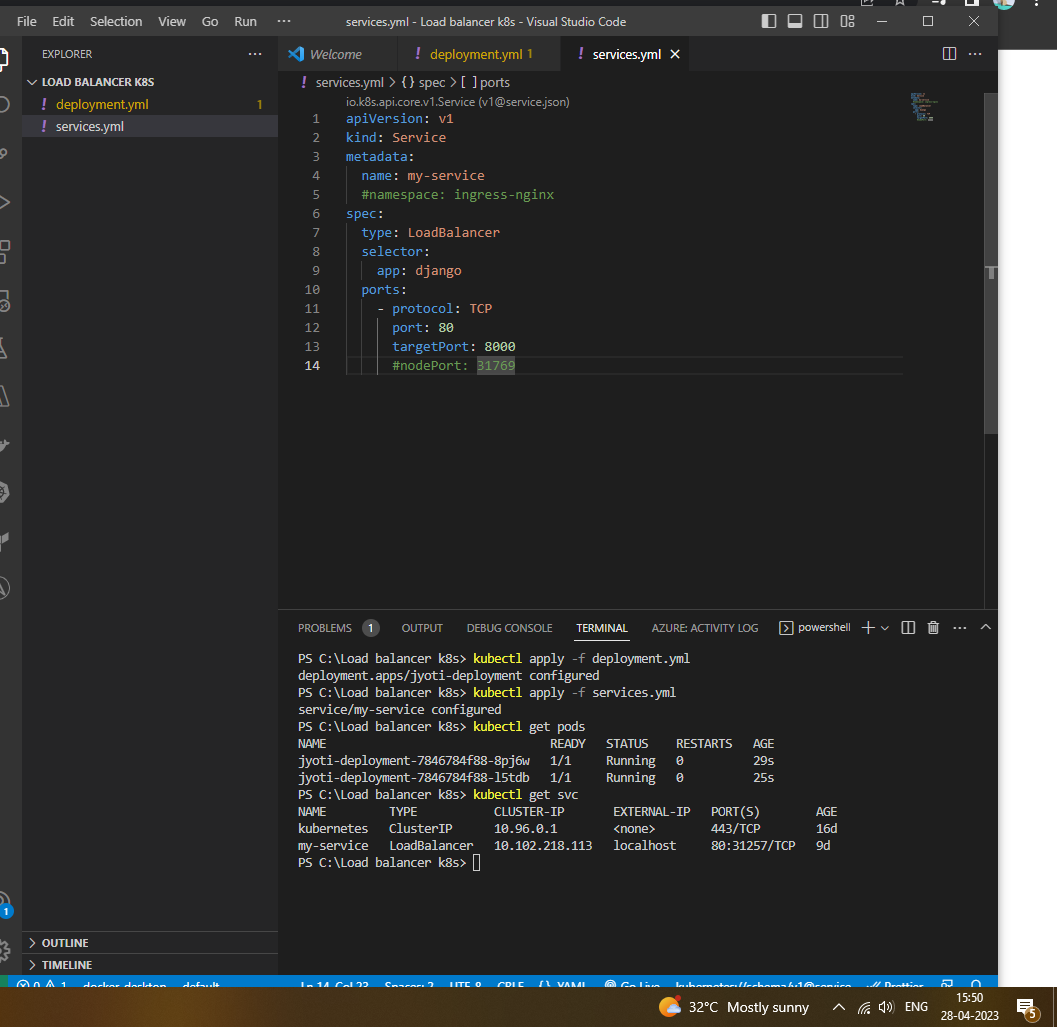 File Edit Selection View Go Run ··· services.yml - Load balancer k8s - Visual Studio Code
EXPLORER ···
LOAD BALANCER K8S
! deployment.yml 1
! services.yml
OUTLINE
TIMELINE
Welcome ! deployment.yml 1 ! services.yml ×
! services.yml > {} spec > [ ] ports
io.k8s.api.core.v1.Service (v1@service.json)
1 apiVersion: v1
2 kind: Service
3 metadata:
4 name: my-service
5 #namespace: ingress-nginx
6 spec:
7 type: LoadBalancer
8 selector:
9 app: django
10 ports:
11 - protocol: TCP
12 port: 80
13 targetPort: 8000
14 #nodePort: 31769
PROBLEMS 1 OUTPUT DEBUG CONSOLE TERMINAL AZURE: ACTIVITY LOG powershell
PS C:\Load balancer k8s> kubectl apply -f deployment.yml
deployment.apps/jyoti-deployment configured
PS C:\Load balancer k8s> kubectl apply -f services.yml
service/my-service configured
PS C:\Load balancer k8s> kubectl get pods
NAME READY STATUS RESTARTS AGE
jyoti-deployment-7846784f88-8pj6w 1/1 Running 0 29s
jyoti-deployment-7846784f88-l5tdb 1/1 Running 0 25s
PS C:\Load balancer k8s> kubectl get svc
NAME TYPE CLUSTER-IP EXTERNAL-IP PORT(S) AGE
kubernetes ClusterIP 10.96.0.1 <none> 443/TCP 16d
my-service LoadBalancer 10.102.218.113 localhost 80:31257/TCP 9d
PS C:\Load balancer k8s>
1
0 1 docker-desktop default Ln 14, Col 23 Spaces: 2 UTF-8 CRLF {} YAML Go Live kubernetes://schema/v1@service Prettier
32°C Mostly sunny ENG 15:50
28-04-2023 5